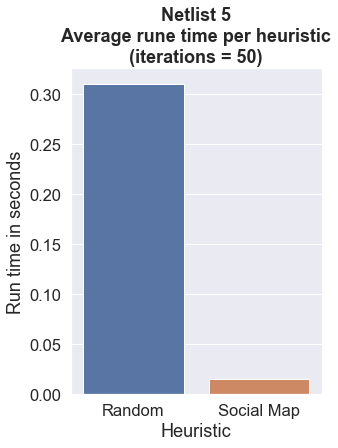 Netlist 5
Average rune time per heuristic
(iterations = 50)
Run time in seconds
0.30
0.25
0.20
0.15
0.10
0.05
0.00
Random
Social Map
Heuristic